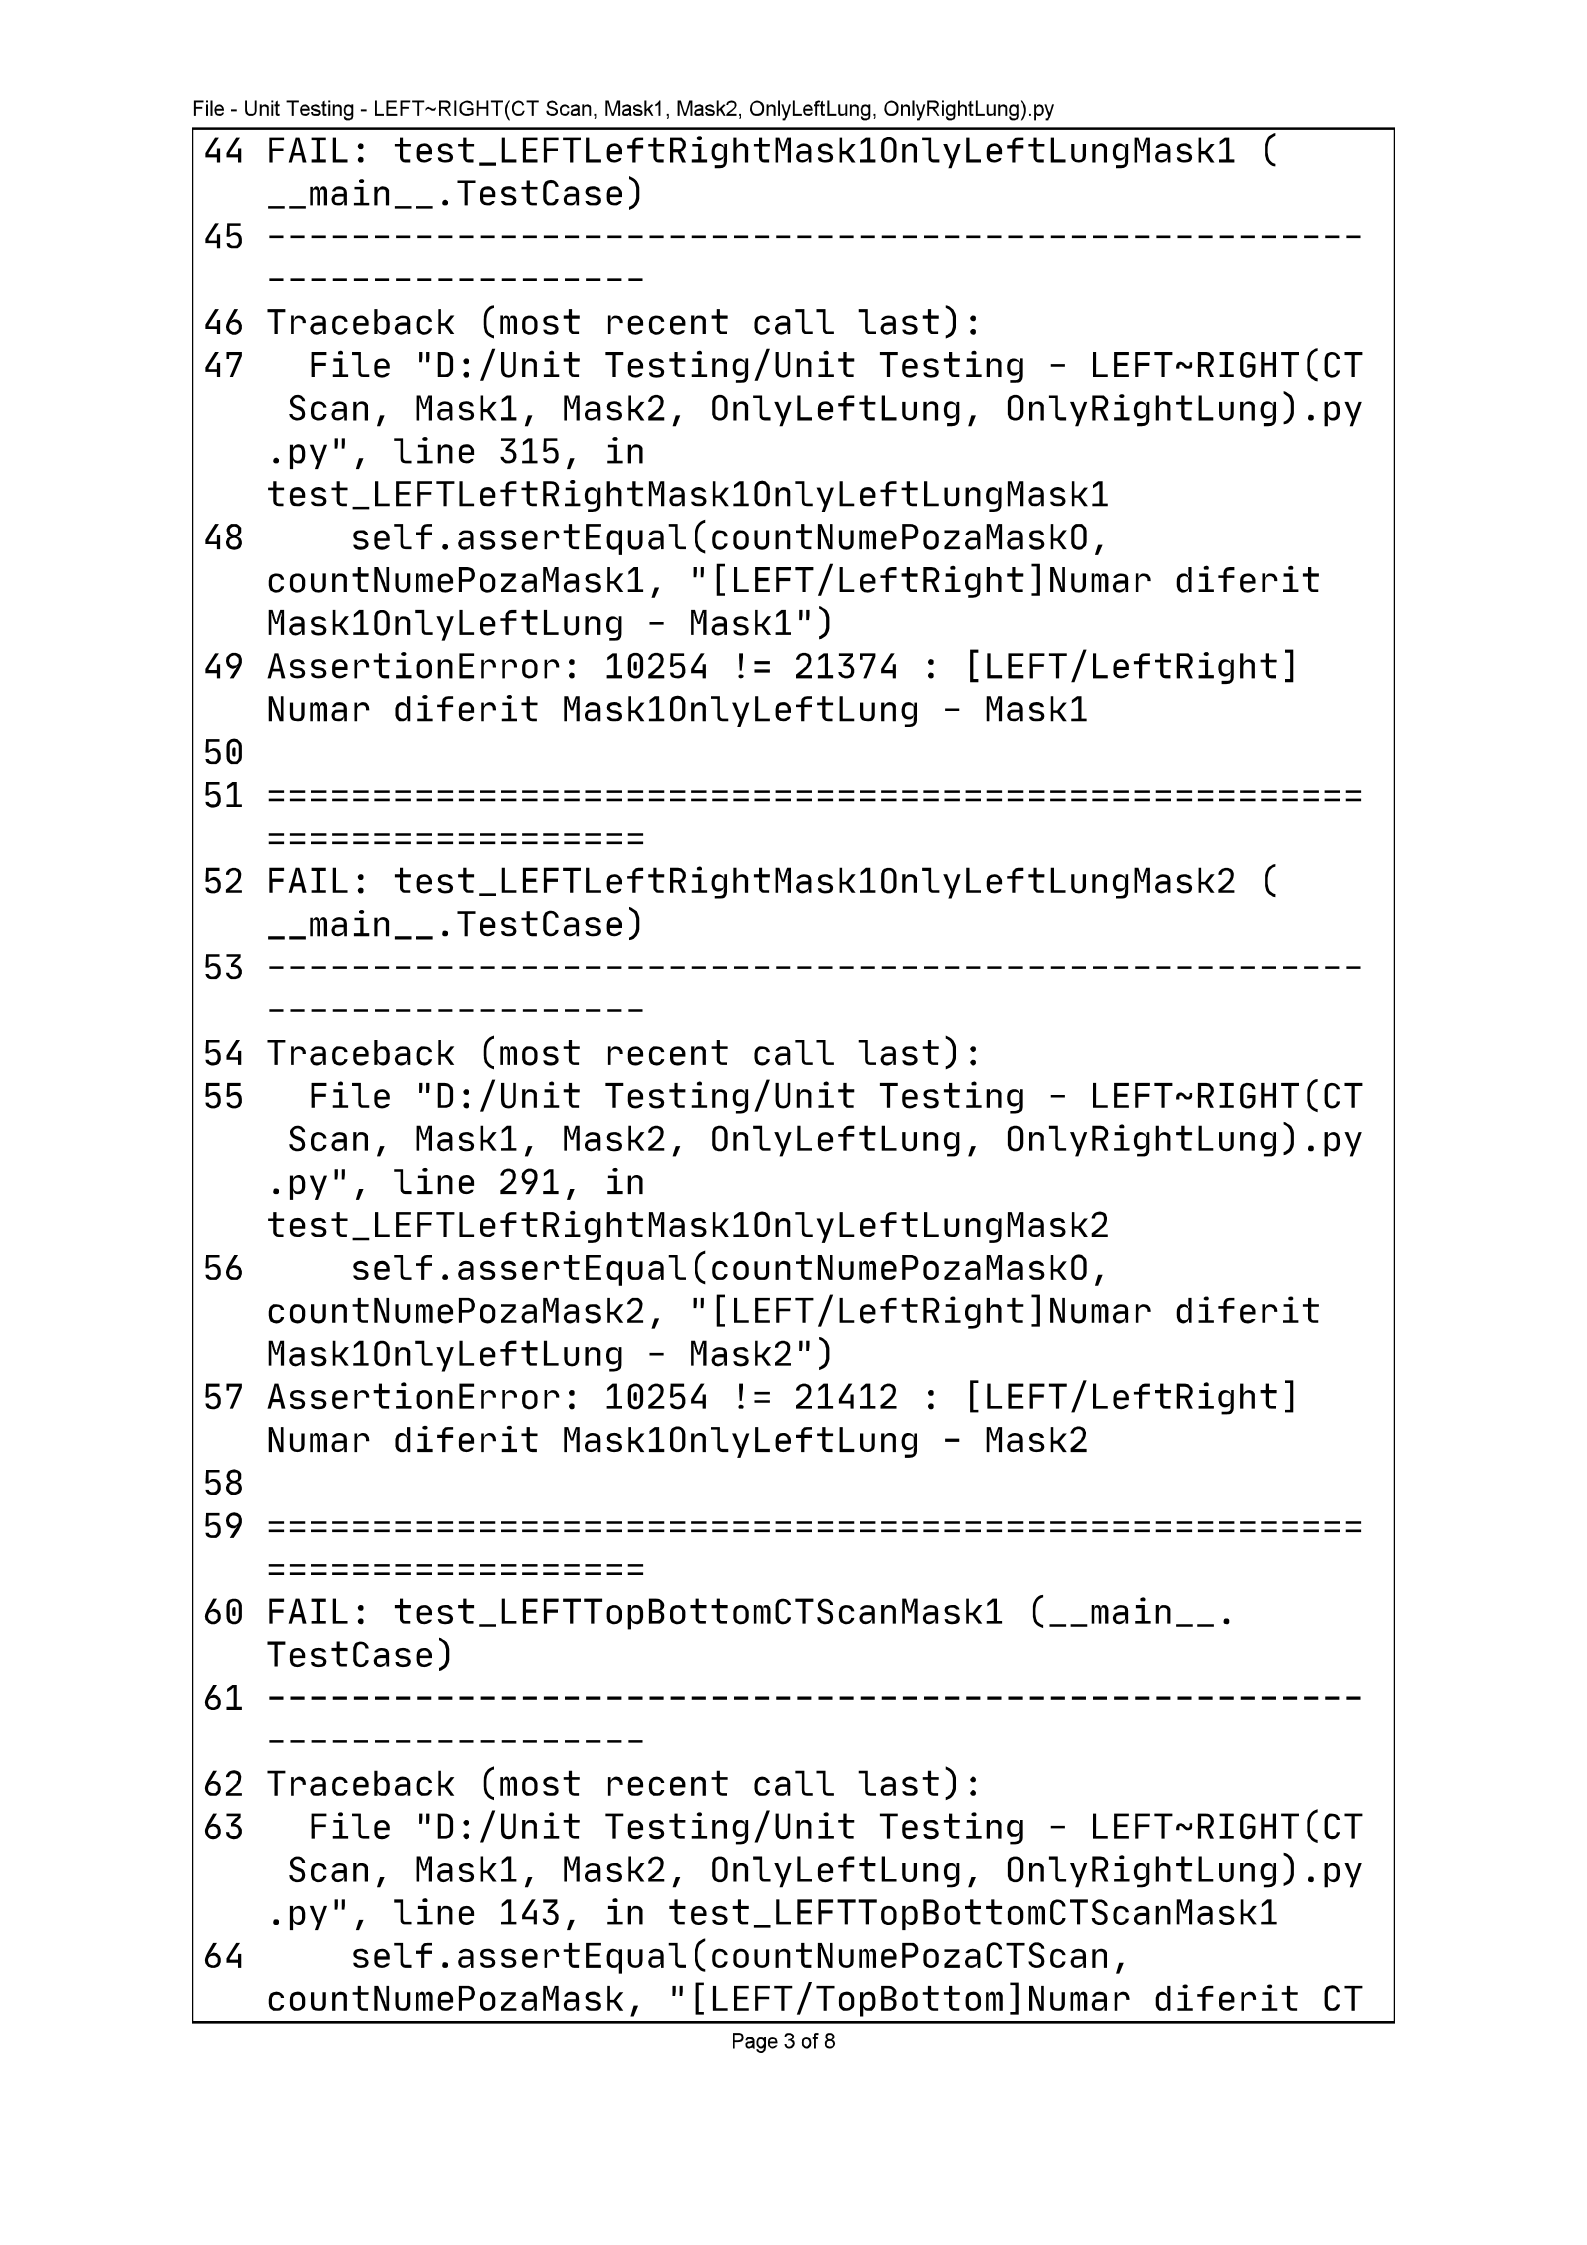 File - Unit Testing - LEFT~RIGHT(CT Scan, Mask1, Mask2, OnlyLeftLung, OnlyRightLung).py
44 FAIL: test_LEFTLeftRightMask1OnlyLeftLungMask1 (
__main__.TestCase)
45 ----------------------------------------------------
------------------
46 Traceback (most recent call last):
47   File "D:/Unit Testing/Unit Testing - LEFT~RIGHT(CT
 Scan, Mask1, Mask2, OnlyLeftLung, OnlyRightLung).py
.py", line 315, in
test_LEFTLeftRightMask1OnlyLeftLungMask1
48     self.assertEqual(countNumePozaMaskO,
countNumePozaMask1, "[LEFT/LeftRight]Numar diferit
Mask1OnlyLeftLung - Mask1")
49 AssertionError: 10254 != 21374 : [LEFT/LeftRight]
Numar diferit Mask1OnlyLeftLung - Mask1
50
51 ====================================================
==================
52 FAIL: test_LEFTLeftRightMask1OnlyLeftLungMask2 (
__main__.TestCase)
53 ----------------------------------------------------
------------------
54 Traceback (most recent call last):
55   File "D:/Unit Testing/Unit Testing - LEFT~RIGHT(CT
 Scan, Mask1, Mask2, OnlyLeftLung, OnlyRightLung).py
.py", line 291, in
test_LEFTLeftRightMask1OnlyLeftLungMask2
56     self.assertEqual(countNumePozaMaskO,
countNumePozaMask2, "[LEFT/LeftRight]Numar diferit
Mask1OnlyLeftLung - Mask2")
57 AssertionError: 10254 != 21412 : [LEFT/LeftRight]
Numar diferit Mask1OnlyLeftLung - Mask2
58
59 ====================================================
==================
60 FAIL: test_LEFTTopBottomCTScanMask1 (__main__.
TestCase)
61 ----------------------------------------------------
------------------
62 Traceback (most recent call last):
63   File "D:/Unit Testing/Unit Testing - LEFT~RIGHT(CT
 Scan, Mask1, Mask2, OnlyLeftLung, OnlyRightLung).py
.py", line 143, in test_LEFTTopBottomCTScanMask1
64     self.assertEqual(countNumePozaCTScan,
countNumePozaMask, "[LEFT/TopBottom]Numar diferit CT
Page 3 of 8